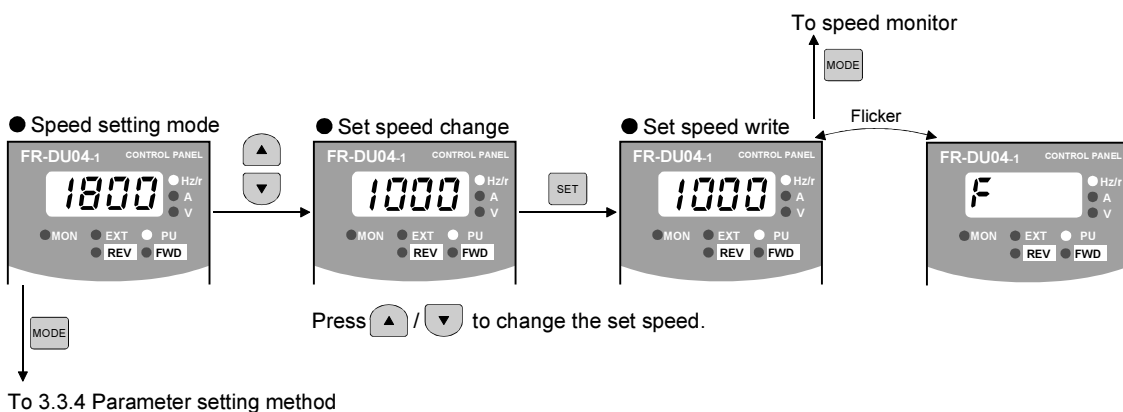 To speed monitor
MODE
Flicker
● Speed setting mode
● Set speed change
● Set speed write
FR-DU04-1 CONTROL PANEL
1800
Hz/r
A
V
MON EXT PU
REV FWD
▲
▼
FR-DU04-1 CONTROL PANEL
1000
Hz/r
A
V
MON EXT PU
REV FWD
SET
FR-DU04-1 CONTROL PANEL
1000
Hz/r
A
V
MON EXT PU
REV FWD
FR-DU04-1 CONTROL PANEL
F
Hz/r
A
V
MON EXT PU
REV FWD
Press ▲ / ▼ to change the set speed.
MODE
To 3.3.4 Parameter setting method